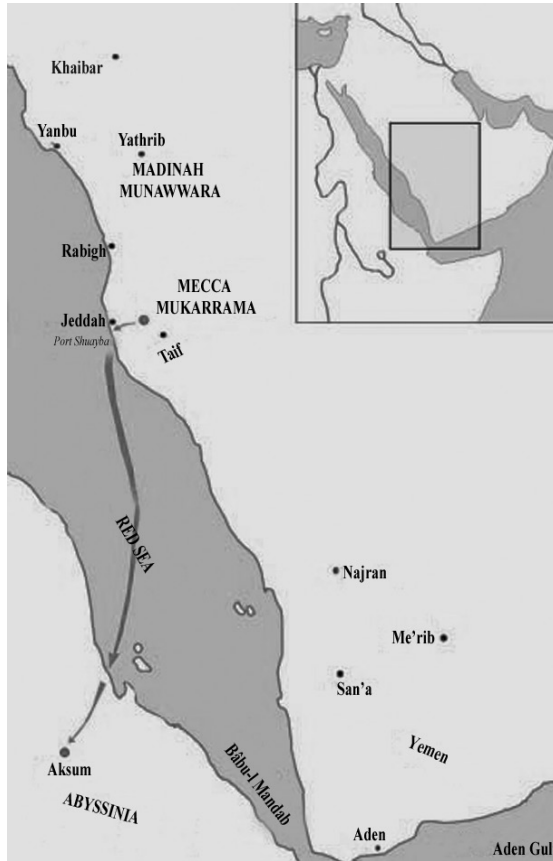 Khaibar
Yanbu
Yathrib
MADINAH
MUNAWWARA
Rabigh
MECCA
MUKARRAMA
Jeddah
Port Shuayba
Taif
RED SEA
Najran
Me'rib
San'a
Yemen
Bâbu-l Mandab
Aksum
ABYSSINIA
Aden
Aden Gul